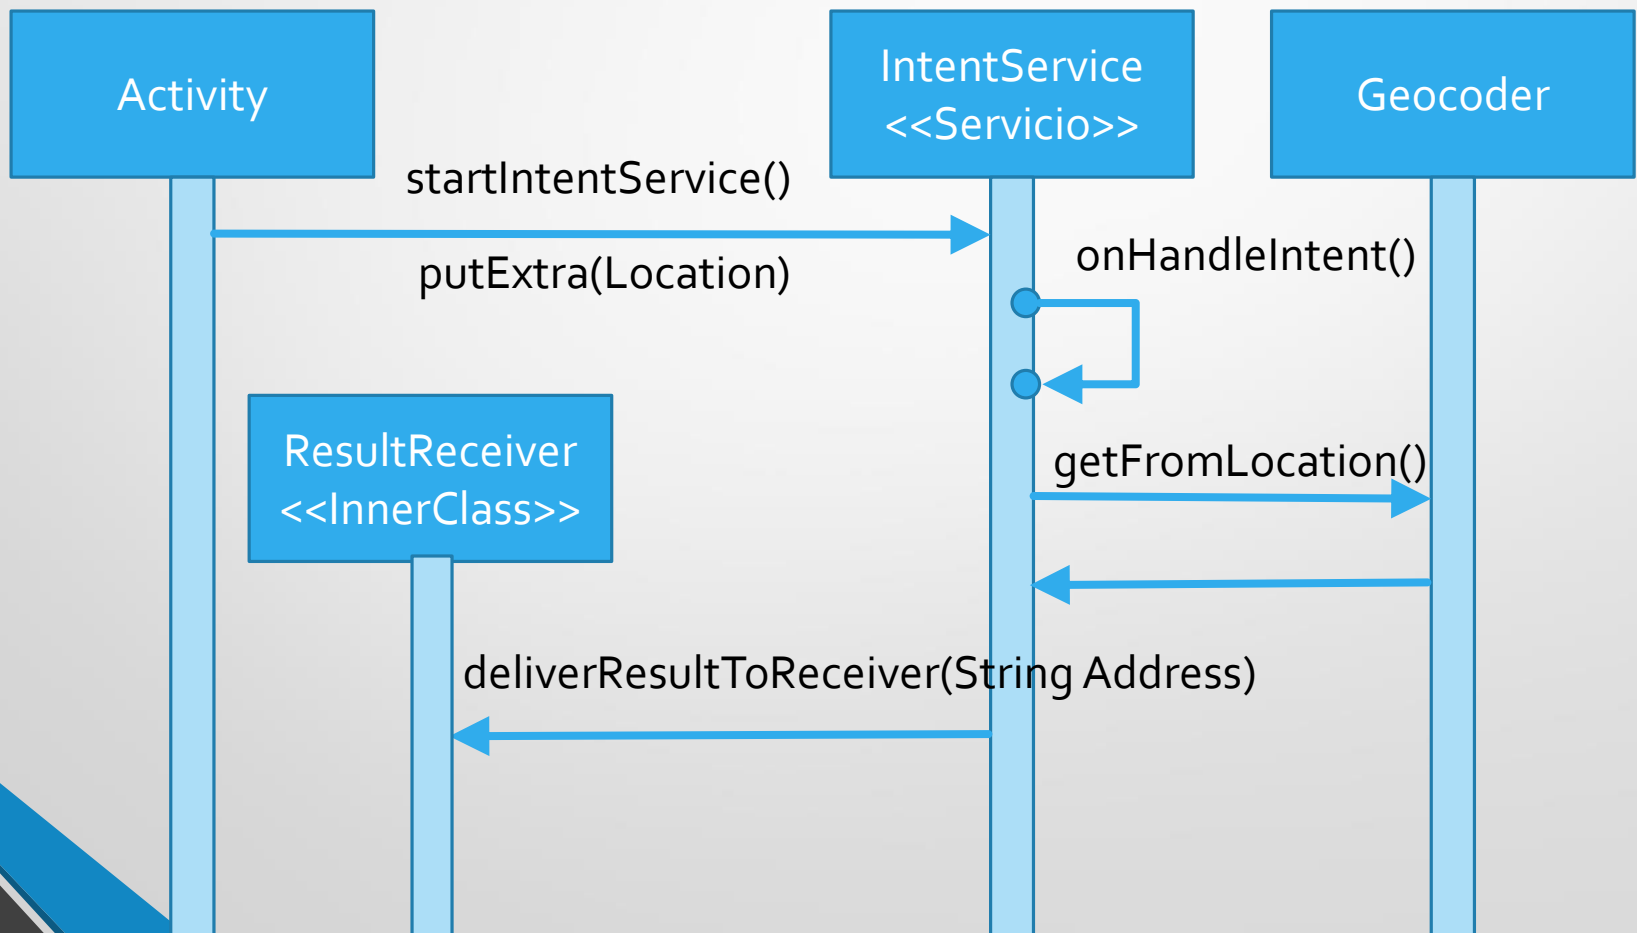 Activity
IntentService
<<Servicio>>
Geocoder
startIntentService()
putExtra(Location)
onHandleIntent()
ResultReceiver
<<InnerClass>>
getFromLocation()
deliverResultToReceiver(String Address)